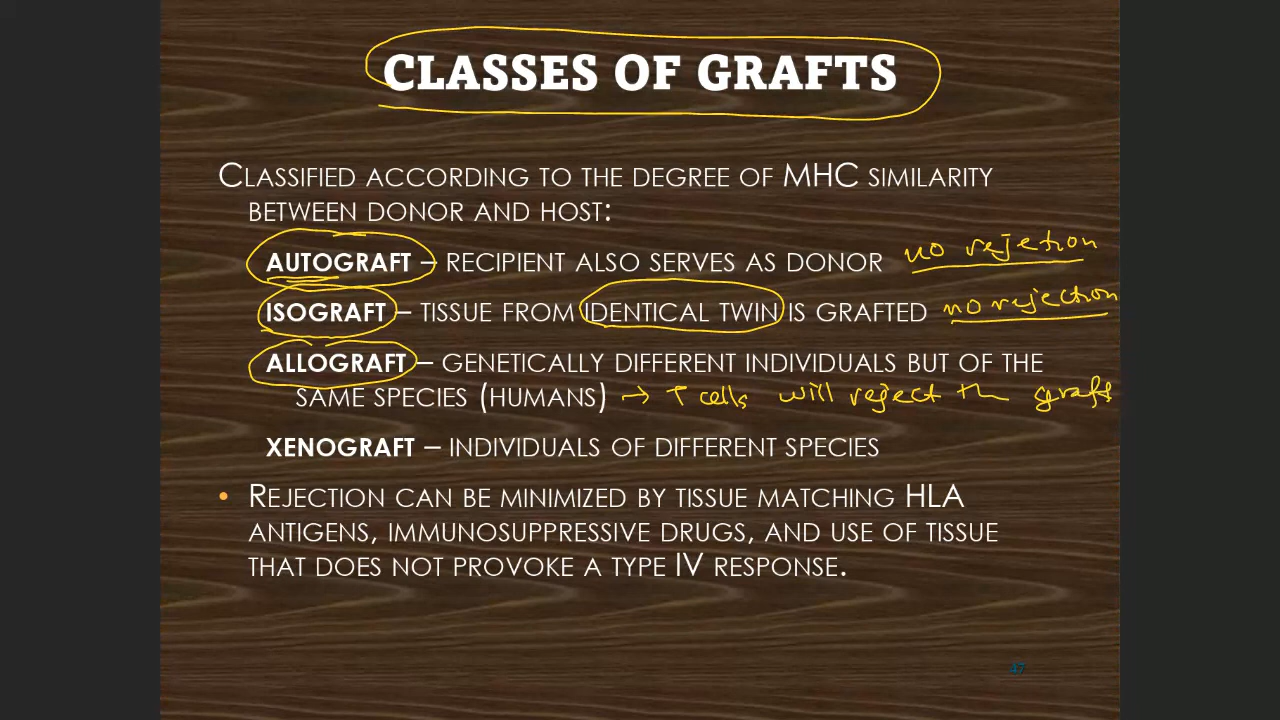 CLASSES OF GRAFTS
CLASSIFIED ACCORDING TO THE DEGREE OF MHC SIMILARITY
BETWEEN DONOR AND HOST:
AUTOGRAFT – RECIPIENT ALSO SERVES AS DONOR no rejection
ISOGRAFT – TISSUE FROM IDENTICAL TWIN IS GRAFTED no rejection
ALLOGRAFT – GENETICALLY DIFFERENT INDIVIDUALS BUT OF THE
SAME SPECIES (HUMANS) → T cells will reject the graft
XENOGRAFT – INDIVIDUALS OF DIFFERENT SPECIES
• REJECTION CAN BE MINIMIZED BY TISSUE MATCHING HLA
ANTIGENS, IMMUNOSUPPRESSIVE DRUGS, AND USE OF TISSUE
THAT DOES NOT PROVOKE A TYPE IV RESPONSE.
47